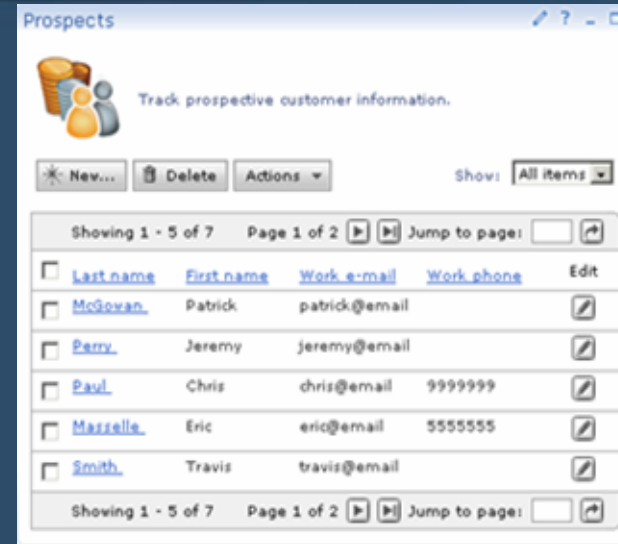 Prospects ?
Track prospective customer information.
New... Delete Actions Show: All items
Showing 1 - 5 of 7 Page 1 of 2 Jump to page:
Last name First name Work e-mail Work phone Edit
McGowan Patrick patrick@email
Perry Jeremy jeremy@email
Paul Chris chris@email 9999999
Masselle Eric eric@email 5555555
Smith Travis travis@email
Showing 1 - 5 of 7 Page 1 of 2 Jump to page: